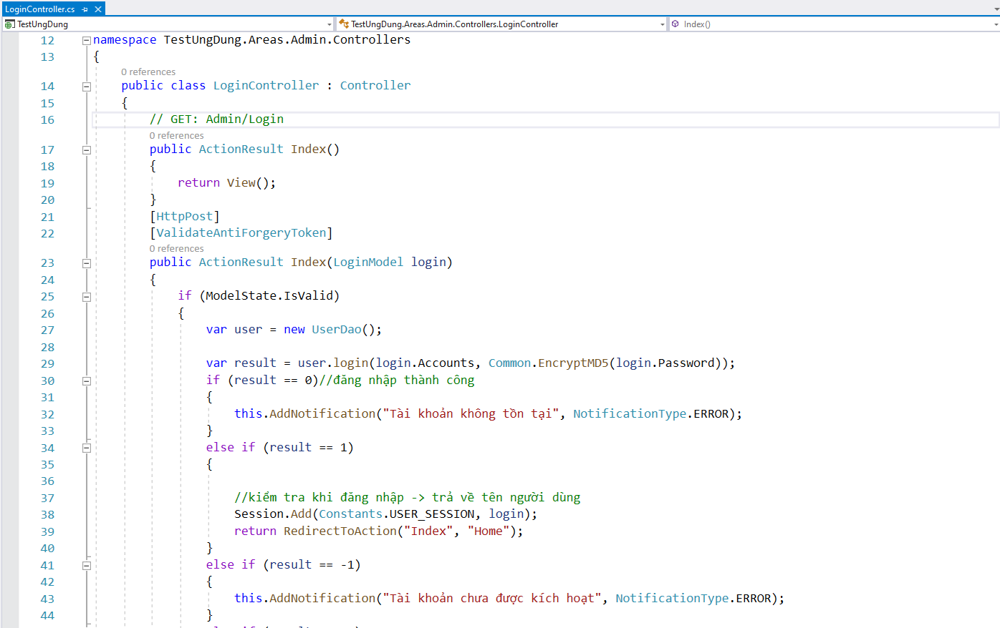 LoginController.cs
TestUngDung TestUngDung.Areas.Admin.Controllers.LoginController Index()
12 namespace TestUngDung.Areas.Admin.Controllers
13 {
0 references
14 public class LoginController : Controller
15 {
16 // GET: Admin/Login
0 references
17 public ActionResult Index()
18 {
19 return View();
20 }
21 [HttpPost]
22 [ValidateAntiForgeryToken]
0 references
23 public ActionResult Index(LoginModel login)
24 {
25 if (ModelState.IsValid)
26 {
27 var user = new UserDao();
28
29 var result = user.login(login.Accounts, Common.EncryptMD5(login.Password));
30 if (result == 0)//đăng nhập thành công
31 {
32 this.AddNotification("Tài khoản không tồn tại", NotificationType.ERROR);
33 }
34 else if (result == 1)
35 {
36
37 //kiểm tra khi đăng nhập -> trả về tên người dùng
38 Session.Add(Constants.USER_SESSION, login);
39 return RedirectToAction("Index", "Home");
40 }
41 else if (result == -1)
42 {
43 this.AddNotification("Tài khoản chưa được kích hoạt", NotificationType.ERROR);
44 }